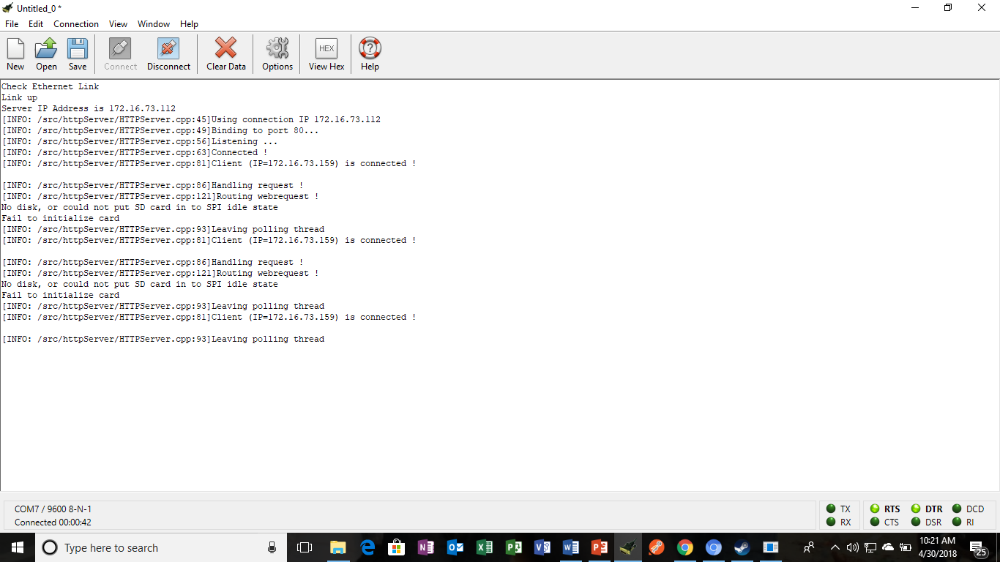 Untitled_0 *
File Edit Connection View Window Help
New Open Save Connect Disconnect Clear Data Options HEX View Hex ? Help
Check Ethernet Link
Link up
Server IP Address is 172.16.73.112
[INFO: /src/httpServer/HTTPServer.cpp:45]Using connection IP 172.16.73.112
[INFO: /src/httpServer/HTTPServer.cpp:49]Binding to port 80...
[INFO: /src/httpServer/HTTPServer.cpp:56]Listening ...
[INFO: /src/httpServer/HTTPServer.cpp:63]Connected !
[INFO: /src/httpServer/HTTPServer.cpp:81]Client (IP=172.16.73.159) is connected !
[INFO: /src/httpServer/HTTPServer.cpp:86]Handling request !
[INFO: /src/httpServer/HTTPServer.cpp:121]Routing webrequest !
No disk, or could not put SD card in to SPI idle state
Fail to initialize card
[INFO: /src/httpServer/HTTPServer.cpp:93]Leaving polling thread
[INFO: /src/httpServer/HTTPServer.cpp:81]Client (IP=172.16.73.159) is connected !
[INFO: /src/httpServer/HTTPServer.cpp:86]Handling request !
[INFO: /src/httpServer/HTTPServer.cpp:121]Routing webrequest !
No disk, or could not put SD card in to SPI idle state
Fail to initialize card
[INFO: /src/httpServer/HTTPServer.cpp:93]Leaving polling thread
[INFO: /src/httpServer/HTTPServer.cpp:81]Client (IP=172.16.73.159) is connected !
[INFO: /src/httpServer/HTTPServer.cpp:93]Leaving polling thread
COM7 / 9600 8-N-1
Connected 00:00:42
TX RTS DTR DCD
RX CTS DSR RI
Type here to search
10:21 AM
4/30/2018
25